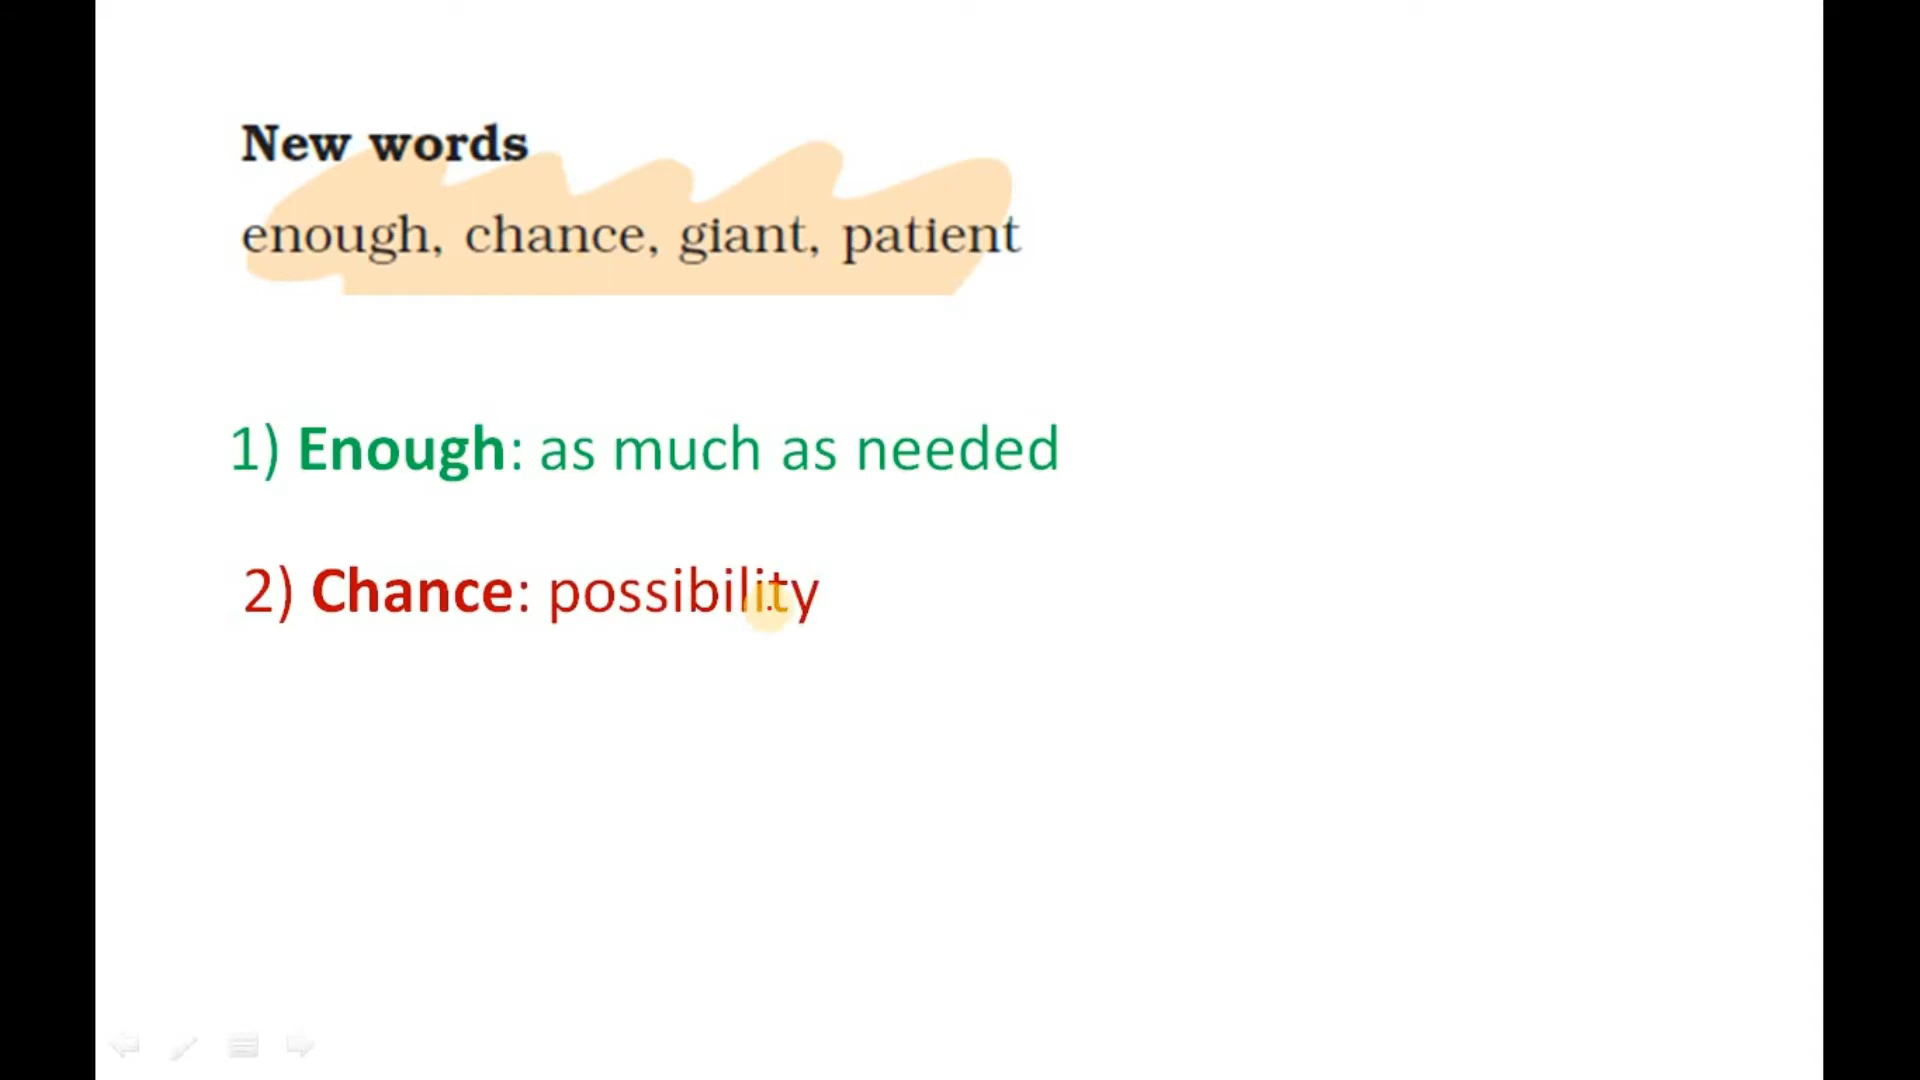 New words
enough, chance, giant, patient
1) Enough: as much as needed
2) Chance: possibility